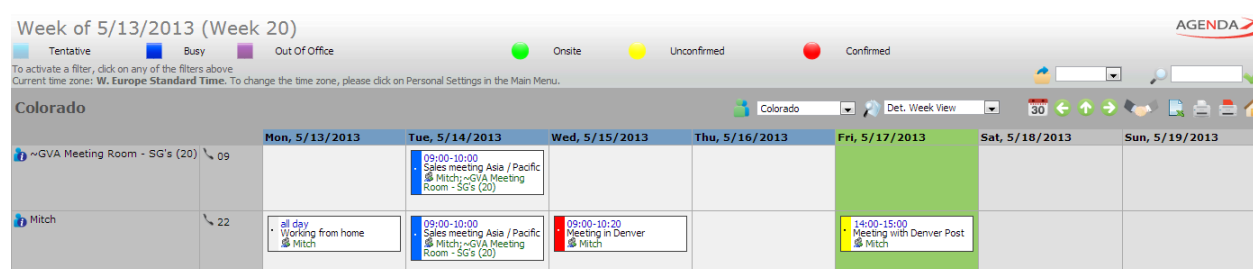 Week of 5/13/2013 (Week 20)
AGENDA
Tentative Busy Out Of Office Onsite Unconfirmed Confirmed
To activate a filter, click on any of the filters above
Current time zone: W. Europe Standard Time. To change the time zone, please click on Personal Settings in the Main Menu.
Colorado Colorado Det. Week View 30
Mon, 5/13/2013 Tue, 5/14/2013 Wed, 5/15/2013 Thu, 5/16/2013 Fri, 5/17/2013 Sat, 5/18/2013 Sun, 5/19/2013
~GVA Meeting Room - SG's (20) 09
09:00-10:00
Sales meeting Asia / Pacific
Mitch;~GVA Meeting
Room - SG's (20)
Mitch 22
all day
Working from home
Mitch
09:00-10:00
Sales meeting Asia / Pacific
Mitch;~GVA Meeting
Room - SG's (20)
09:00-10:20
Meeting in Denver
Mitch
14:00-15:00
Meeting with Denver Post
Mitch